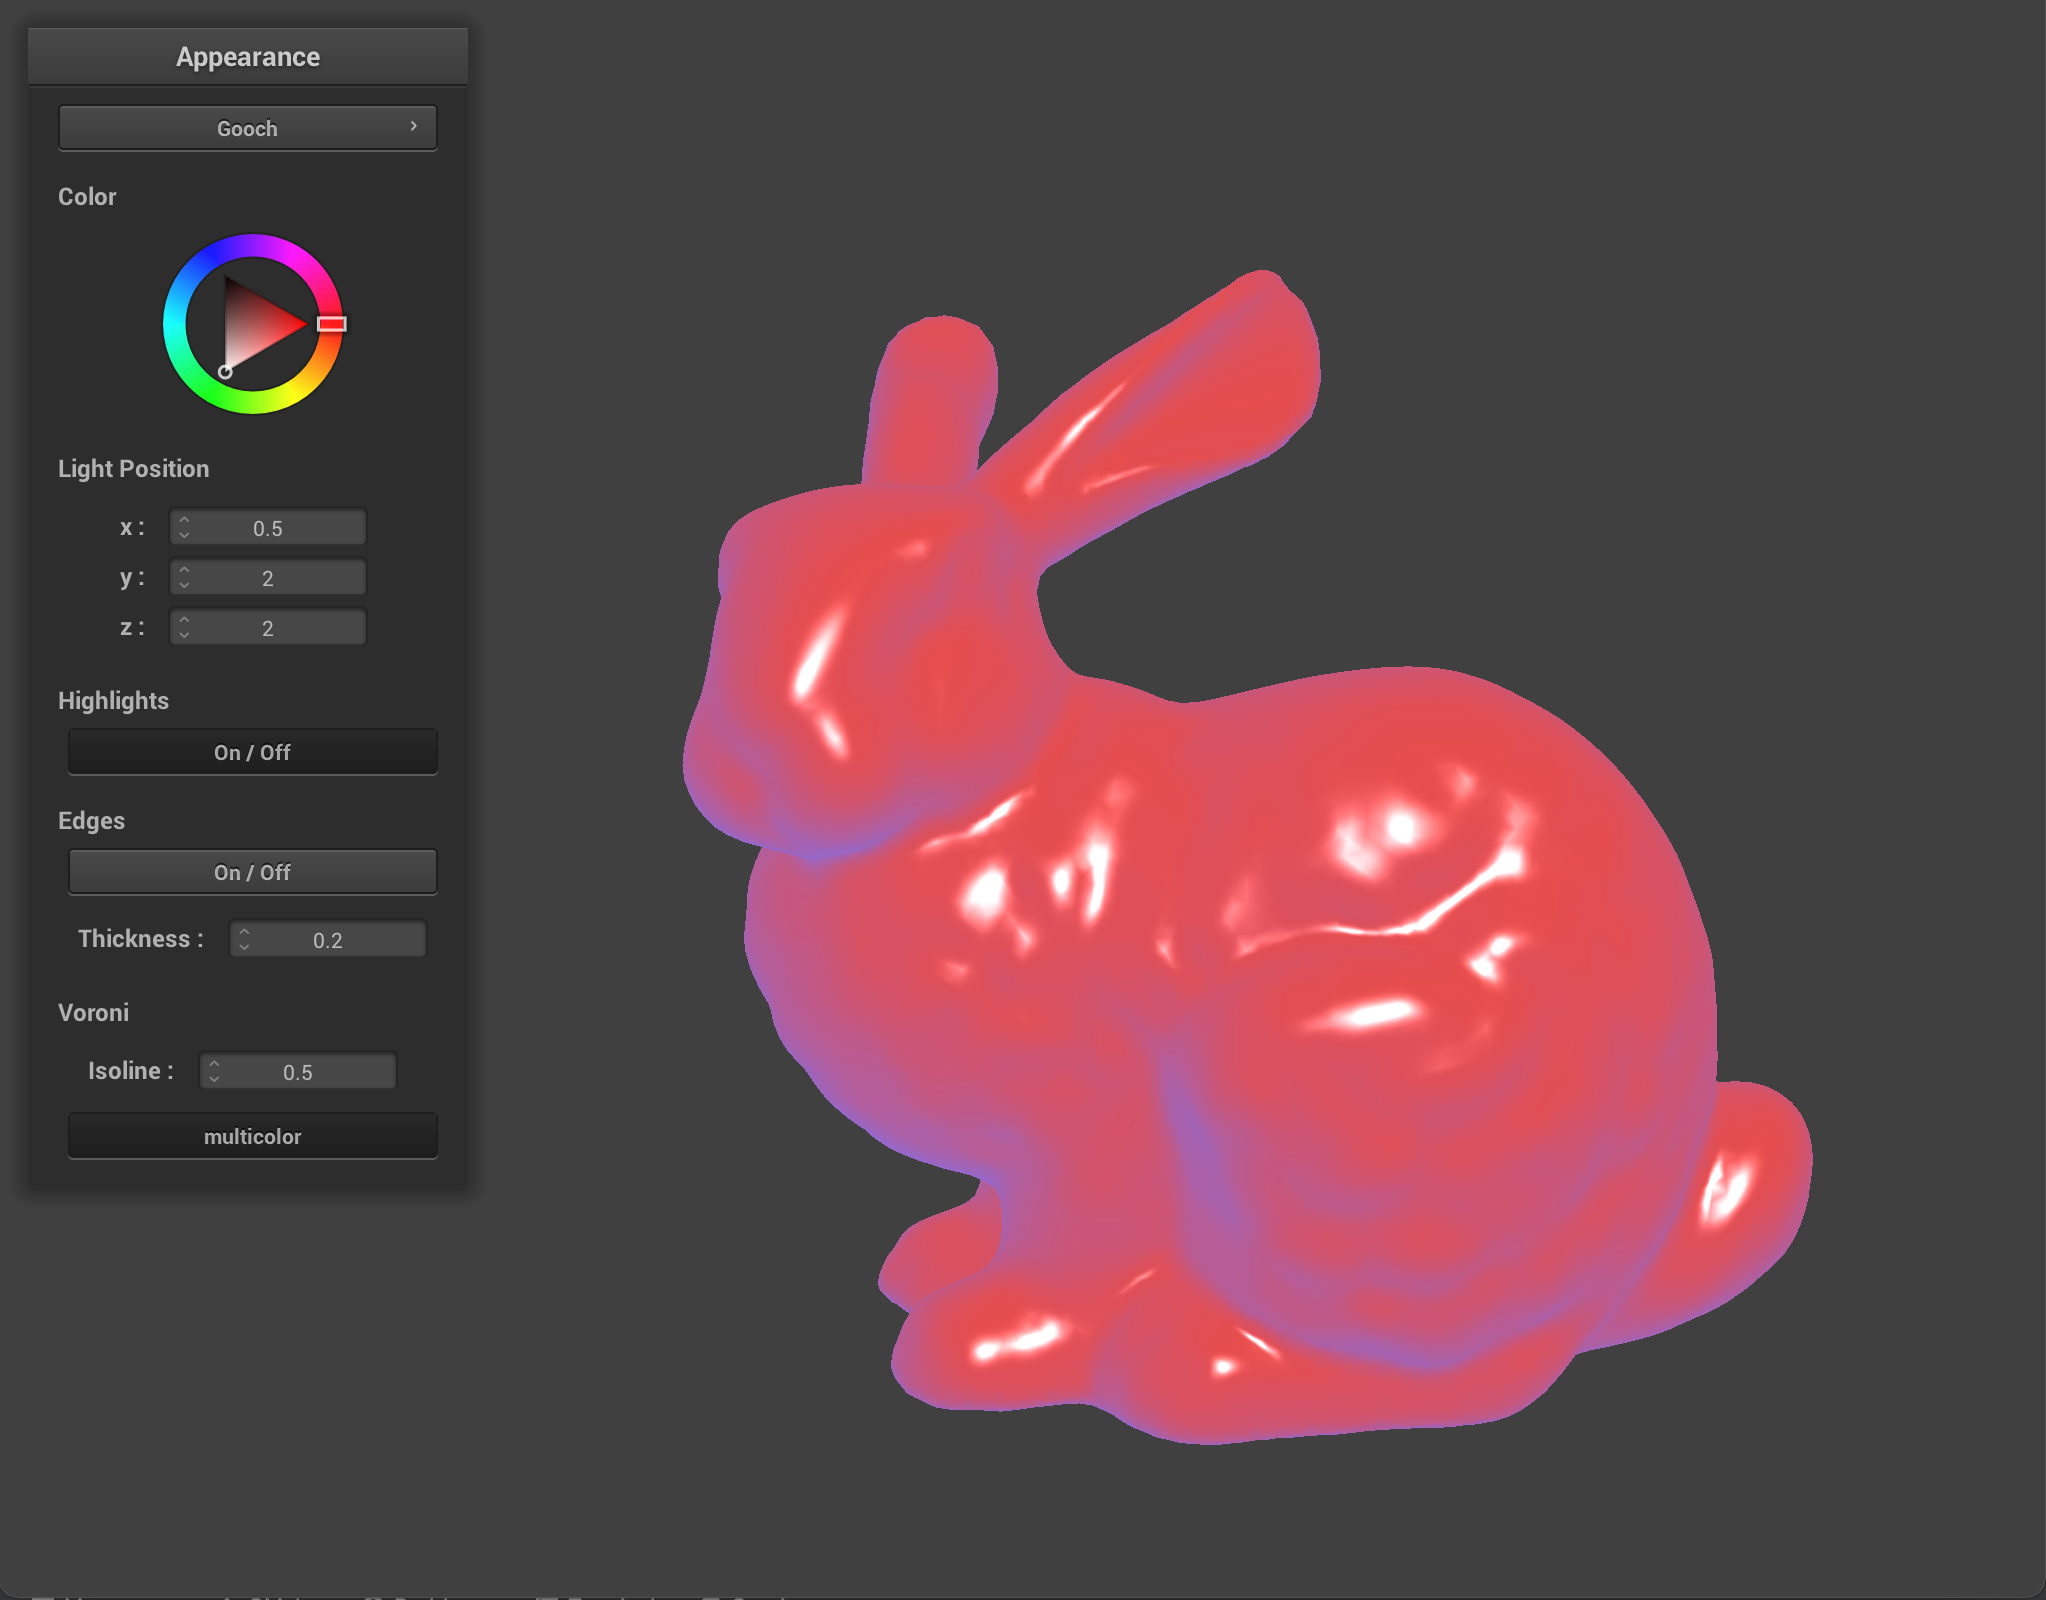 Appearance
Gooch
Color
Light Position
x : 0.5
y : 2
z : 2
Highlights
On / Off
Edges
On / Off
Thickness : 0.2
Voroni
Isoline : 0.5
multicolor